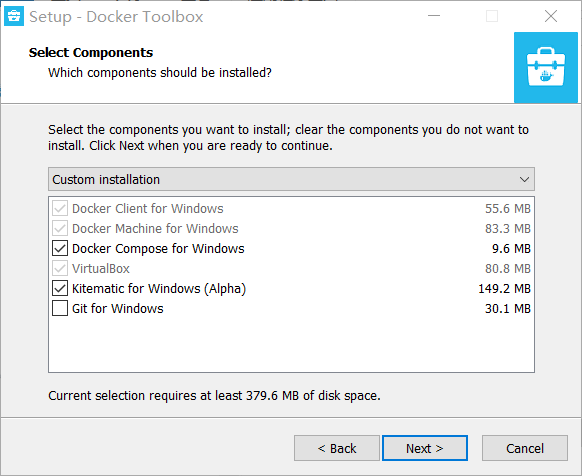 Setup - Docker Toolbox
Select Components
Which components should be installed?
Select the components you want to install; clear the components you do not want to
install. Click Next when you are ready to continue.
Custom installation
Docker Client for Windows 55.6 MB
Docker Machine for Windows 83.3 MB
Docker Compose for Windows 9.6 MB
VirtualBox 80.8 MB
Kitematic for Windows (Alpha) 149.2 MB
Git for Windows 30.1 MB
Current selection requires at least 379.6 MB of disk space.
< Back Next > Cancel